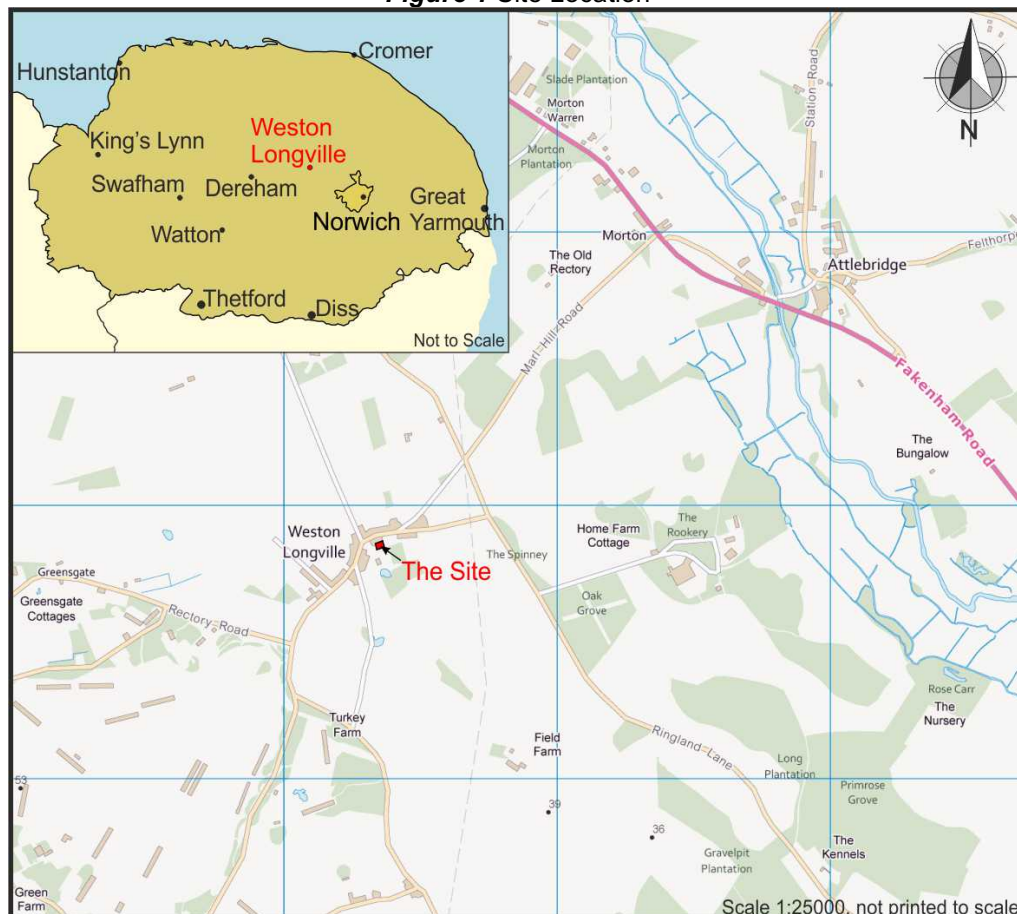 Figure 1 Site Location
Cromer
Hunstanton
King's Lynn
Weston
Longville
Swafham
Dereham
Great
Yarmouth
Norwich
Watton
Thetford
Diss
Not to Scale
N
Slade Plantation
Morton
Warren
Morton
Plantation
Station Road
Morton
The Old
Rectory
Attlebridge
Felthorpe
Marl Hill Road
Fakenham Road
The
Bungalow
Weston
Longville
The Site
The Spinney
Home Farm
Cottage
The
Rookery
Oak
Grove
Greensgate
Greensgate
Cottages
Rectory Road
Turkey
Farm
Field
Farm
Ringland Lane
Rose Carr
The
Nursery
Long
Plantation
Primrose
Grove
53
39
36
The
Kennels
Gravelpit
Plantation
Green
Farm
Scale 1:25000, not printed to scale